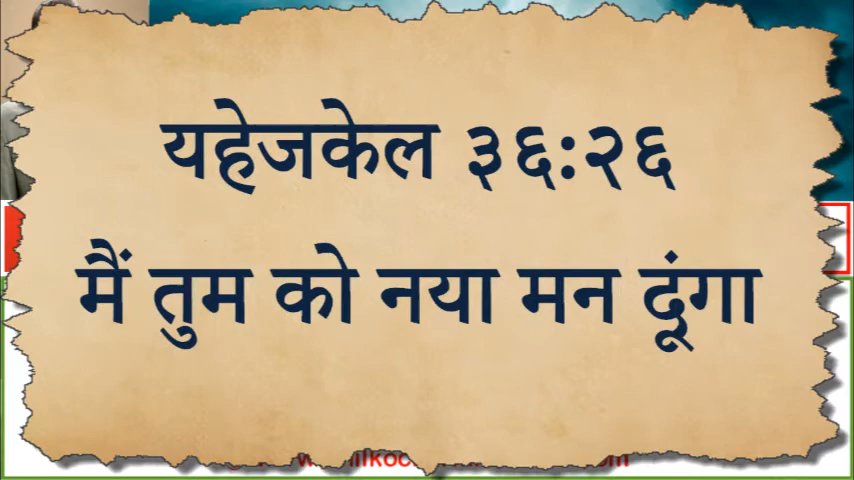 यहेजकेल ३६:२६
मैं तुम को नया मन दूंगा